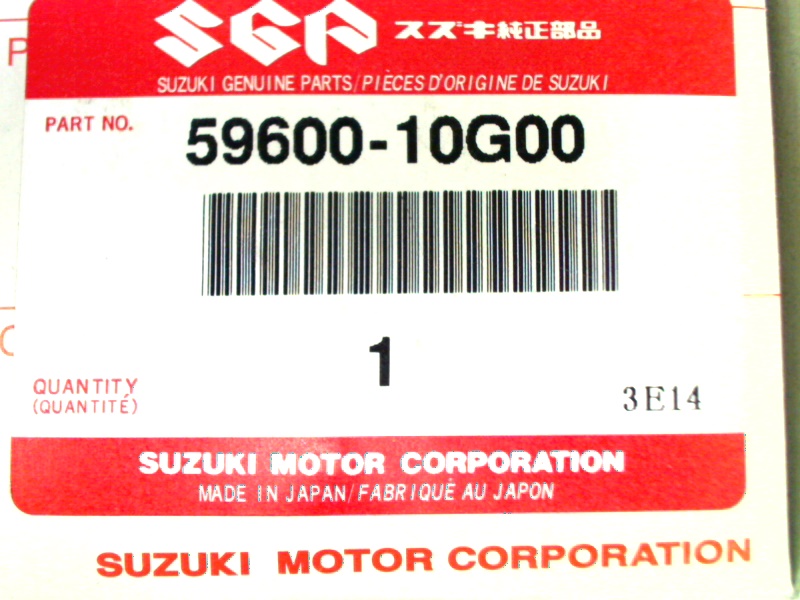 SGP スズキ純正部品
SUZUKI GENUINE PARTS/PIÈCES D'ORIGINE DE SUZUKI
P
PART NO. 59600-10G00
1
QUANTITY
(QUANTITÉ)
3E14
SUZUKI MOTOR CORPORATION
MADE IN JAPAN/FABRIQUÉ AU JAPON
SUZUKI MOTOR CORPORATION